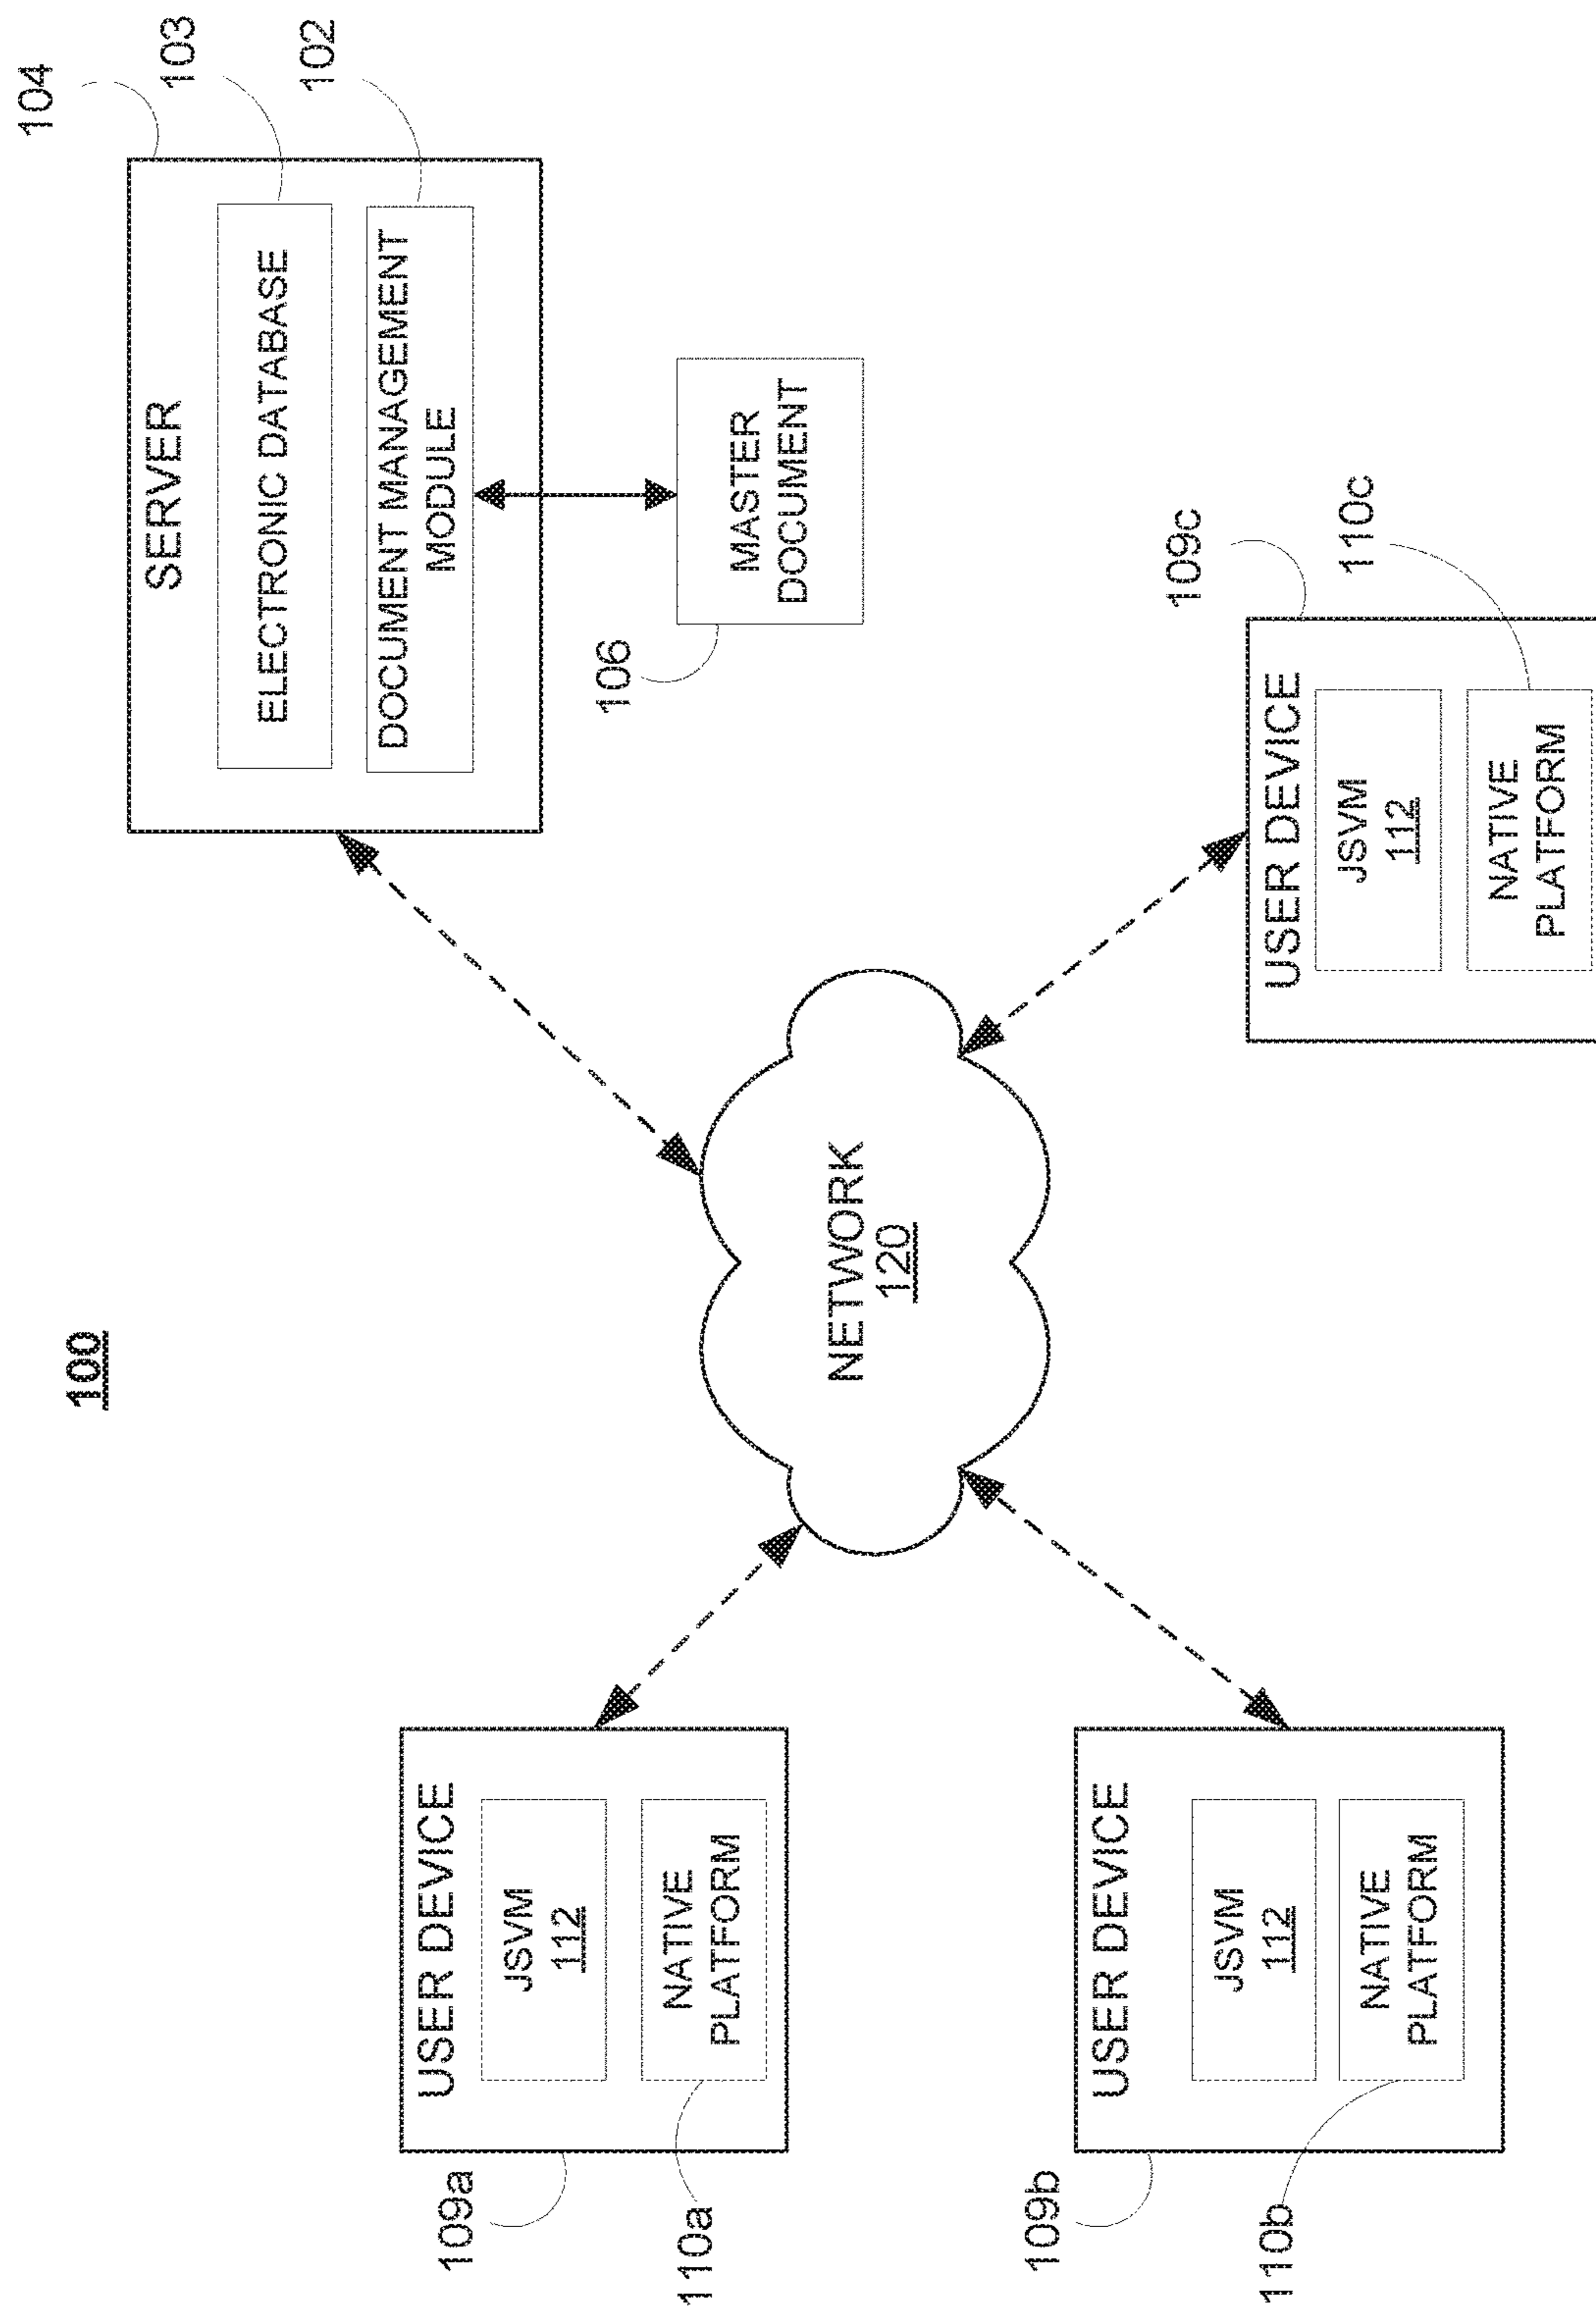 100
104
103
102
SERVER
ELECTRONIC DATABASE
DOCUMENT MANAGEMENT
MODULE
106
MASTER
DOCUMENT
NETWORK
120
109a
USER DEVICE
JSVM
112
110a
NATIVE
PLATFORM
109b
USER DEVICE
JSVM
112
110b
NATIVE
PLATFORM
109c
110c
USER DEVICE
JSVM
112
NATIVE
PLATFORM